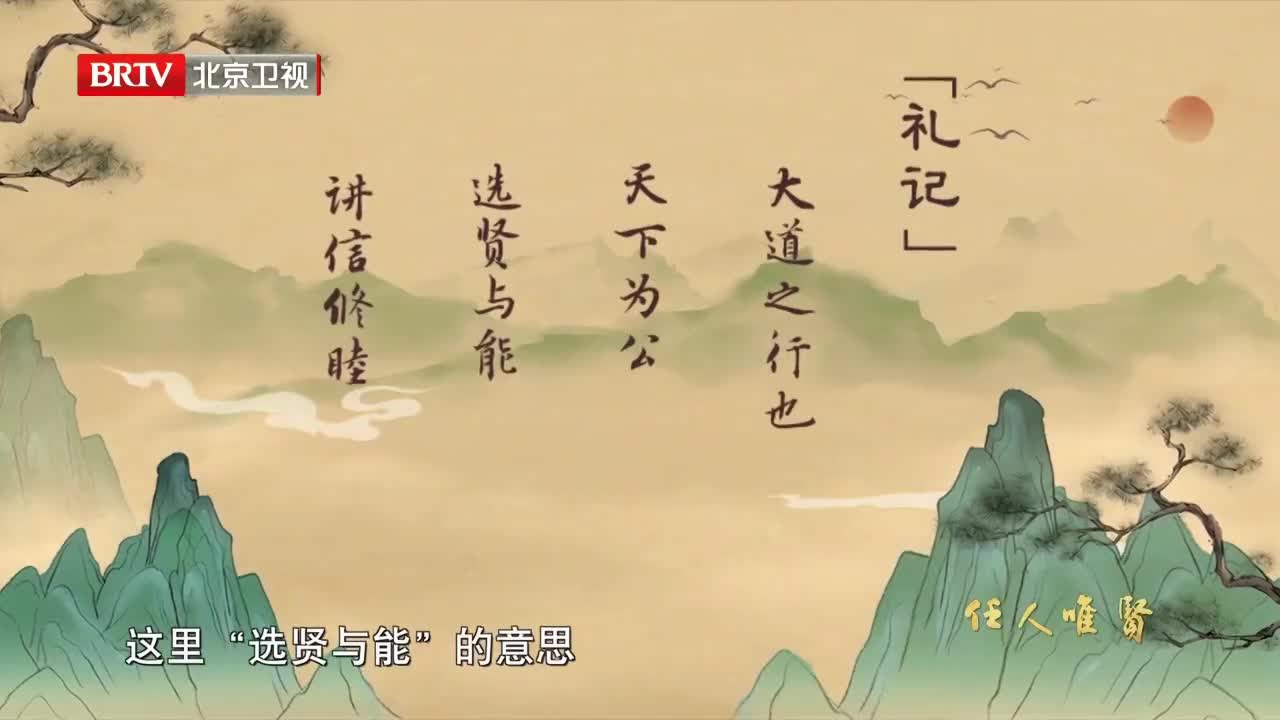 BRTV 北京卫视
「礼记」
大道之行也
天下为公
选贤与能
讲信修睦
任人唯贤
这里“选贤与能”的意思